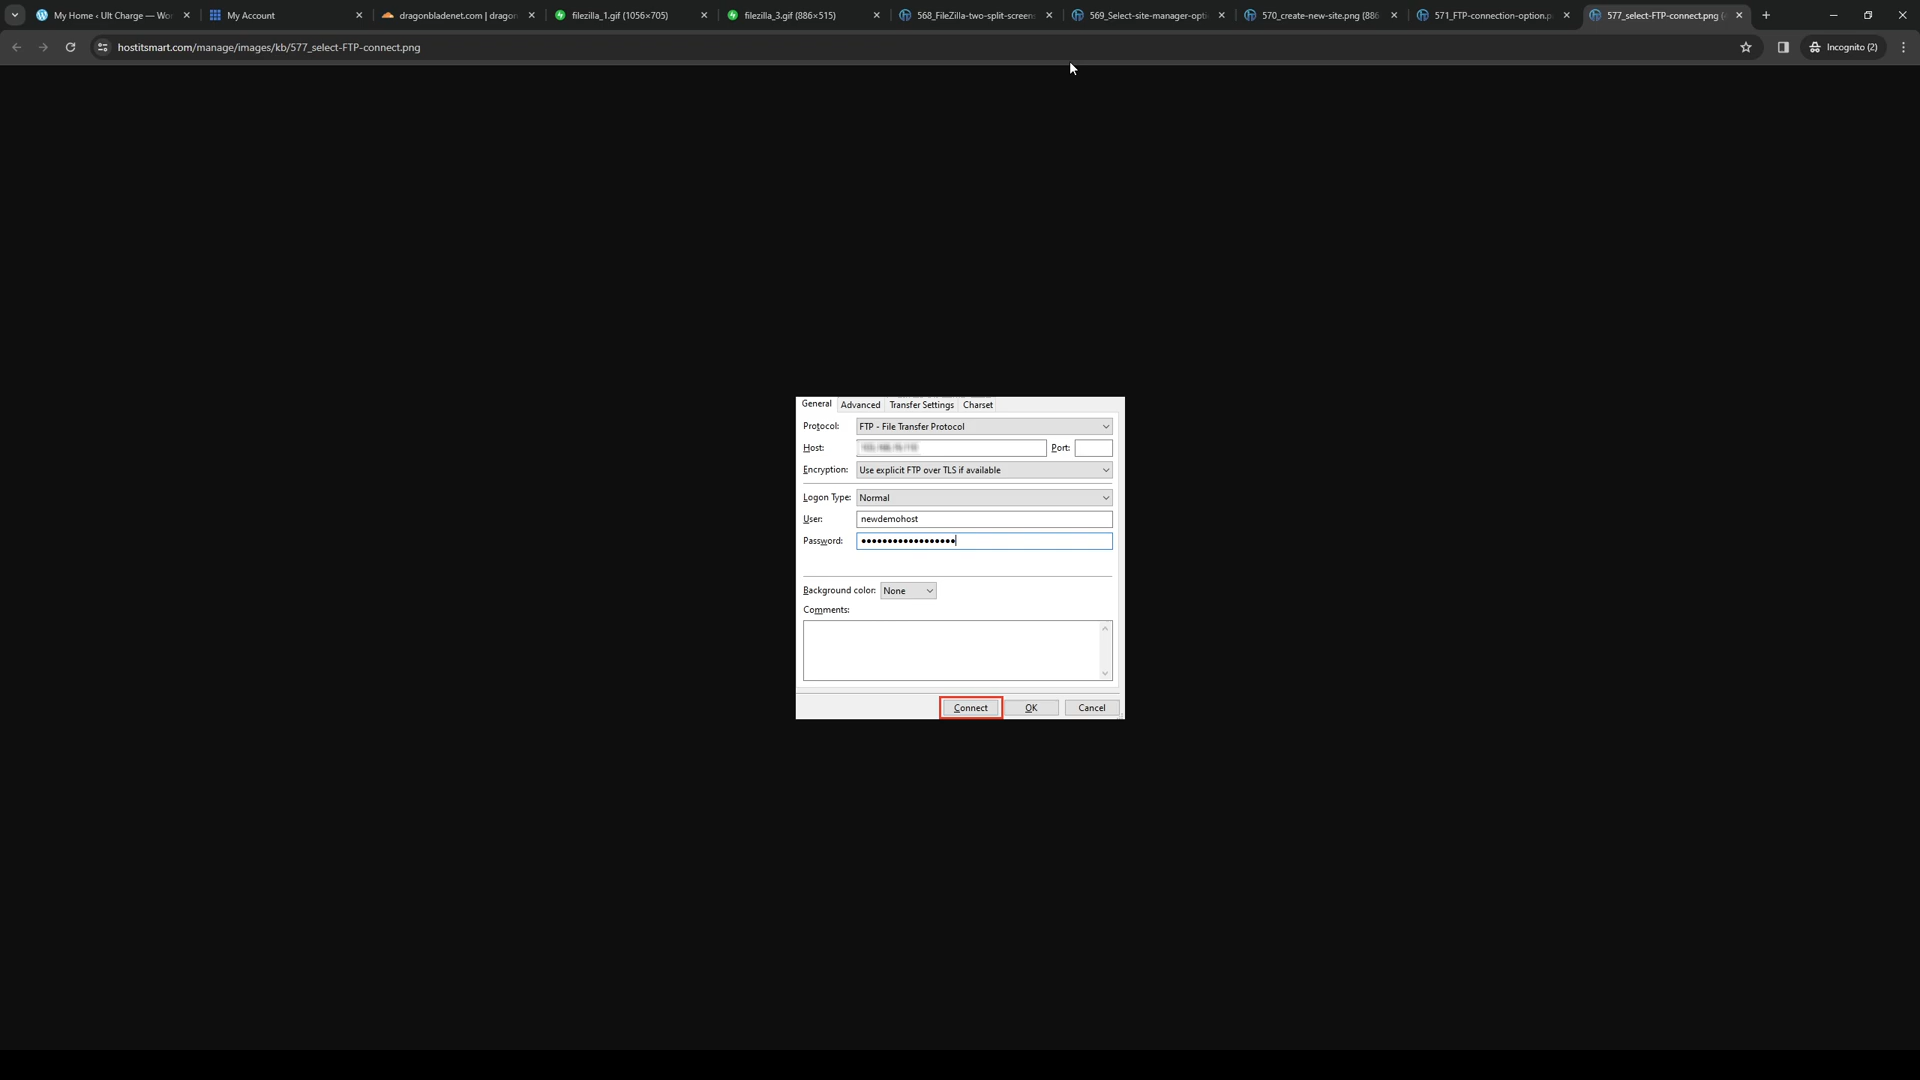 My Home ‹ Ult Charge — Wor
My Account
dragonbladenet.com | dragon
filezilla_1.gif (1056×705)
filezilla_3.gif (886×515)
568_FileZilla-two-split-screen
569_Select-site-manager-opti
570_create-new-site.png (886
571_FTP-connection-option.p
577_select-FTP-connect.png (
hostitsmart.com/manage/images/kb/577_select-FTP-connect.png
Incognito (2)
General Advanced Transfer Settings Charset
Protocol: FTP - File Transfer Protocol
Host: Port:
Encryption: Use explicit FTP over TLS if available
Logon Type: Normal
User: newdemohost
Password: ••••••••••••••••••
Background color: None
Comments:
Connect OK Cancel